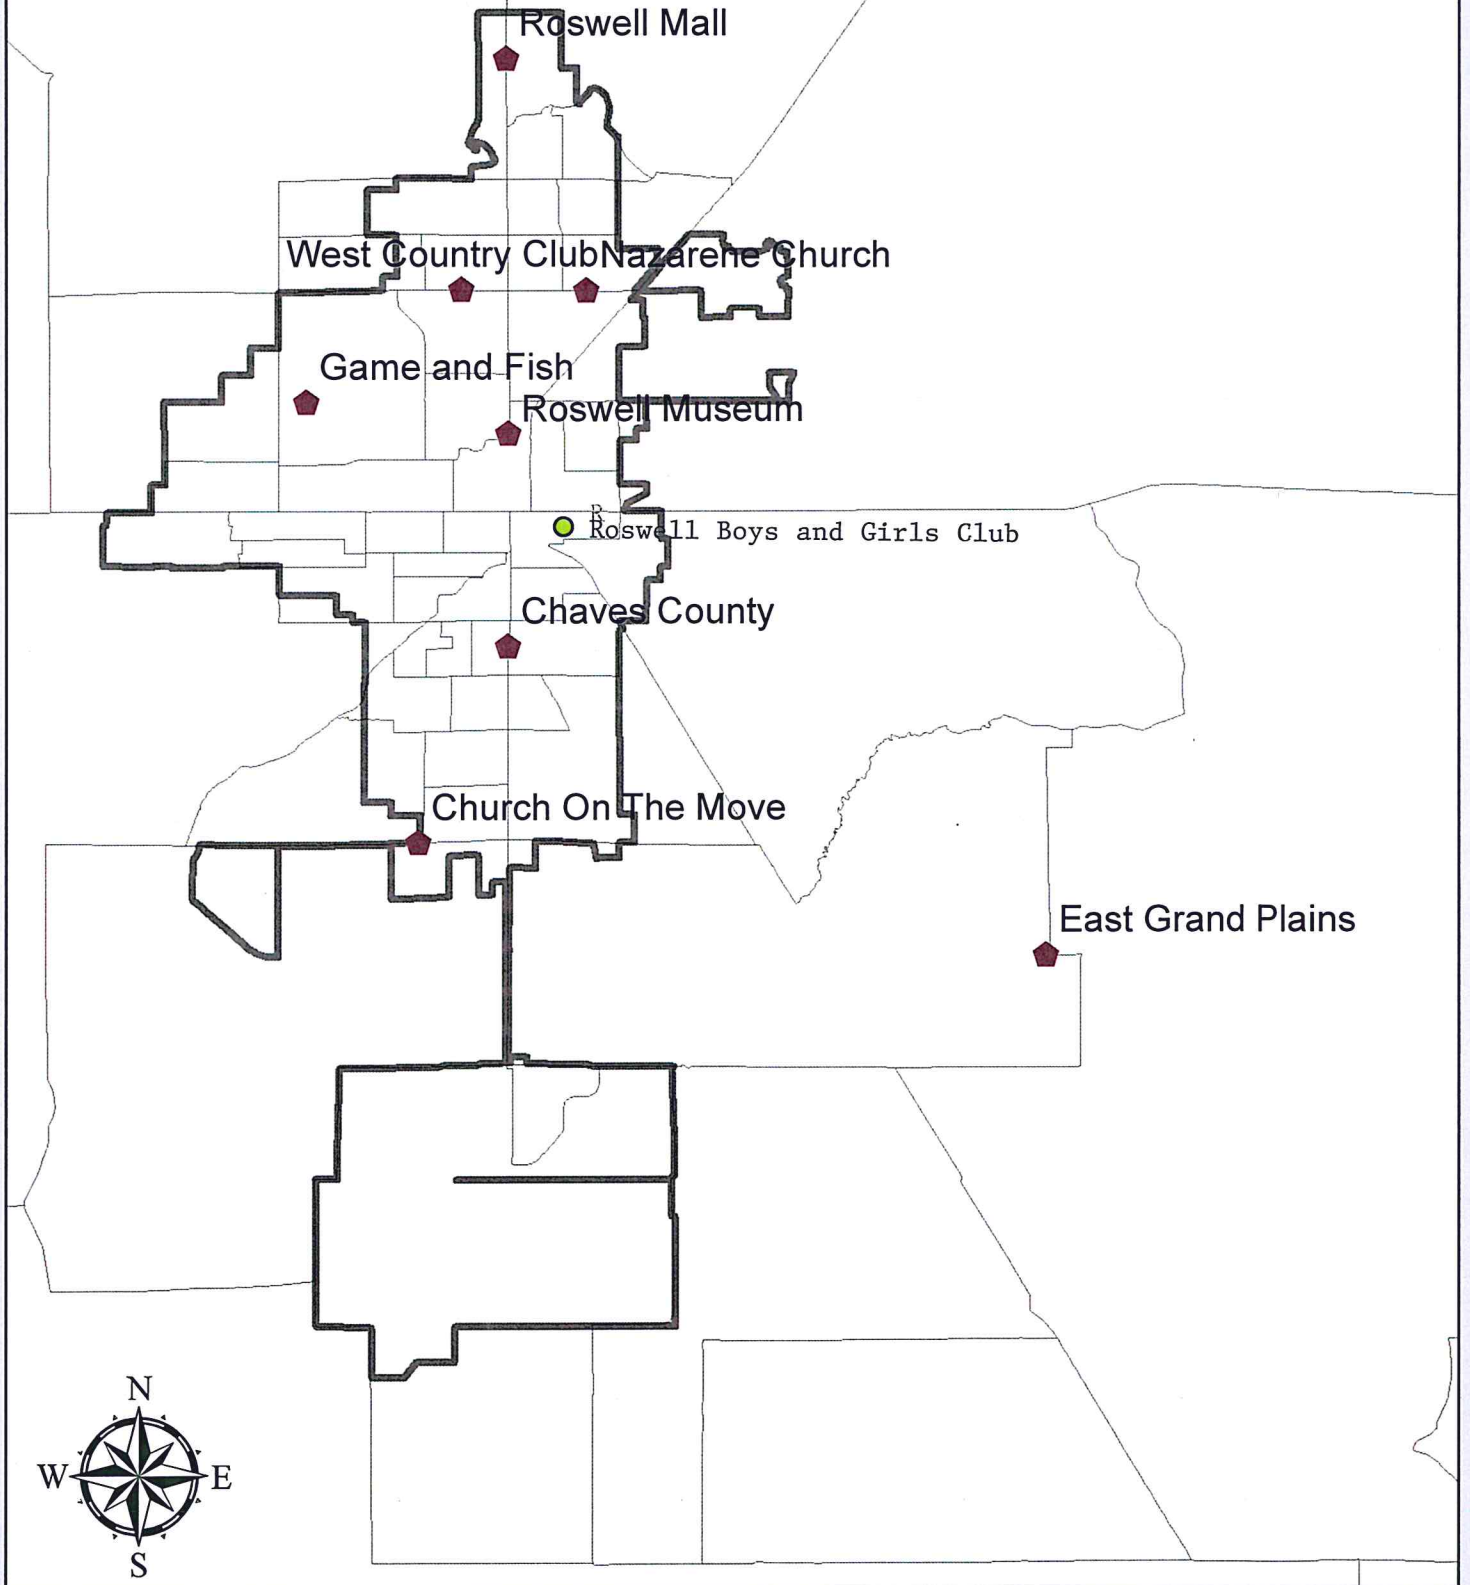 Roswell Mall
West Country Club
Nazarene Church
Game and Fish
Roswell Museum
R
Roswell Boys and Girls Club
Chaves County
Church On The Move
East Grand Plains
N
W
E
S